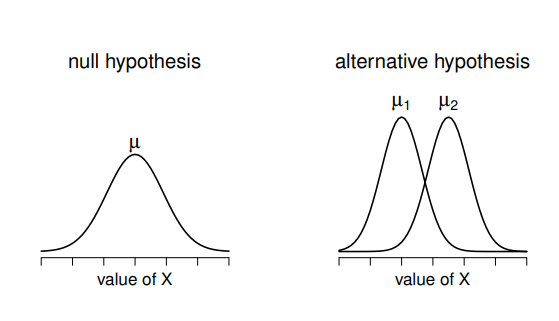 null hypothesis
μ
value of X
alternative hypothesis
μ1 μ2
value of X